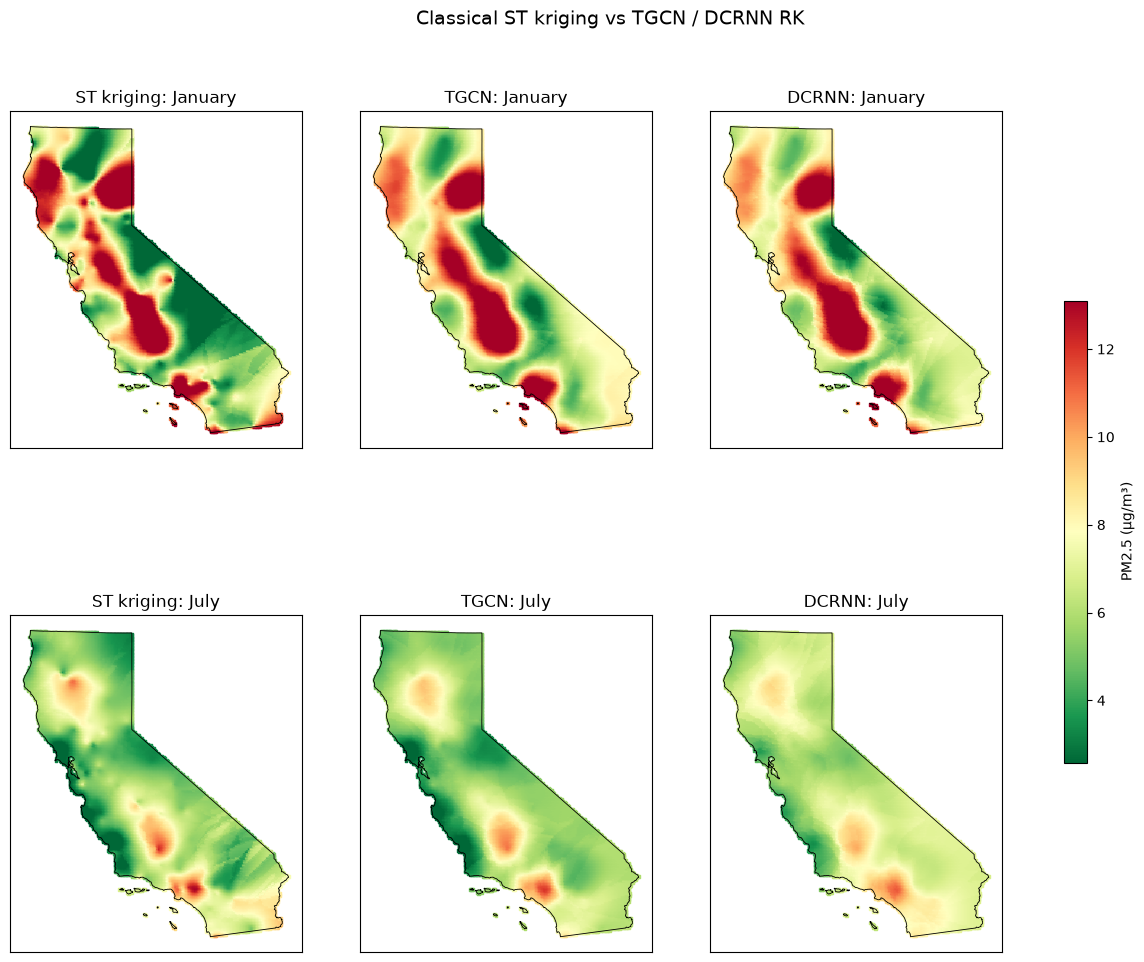 Classical ST kriging vs TGCN / DCRNN RK
ST kriging: January
TGCN: January
DCRNN: January
12
10
8
6
4
PM2.5 (μg/m³)
ST kriging: July
TGCN: July
DCRNN: July